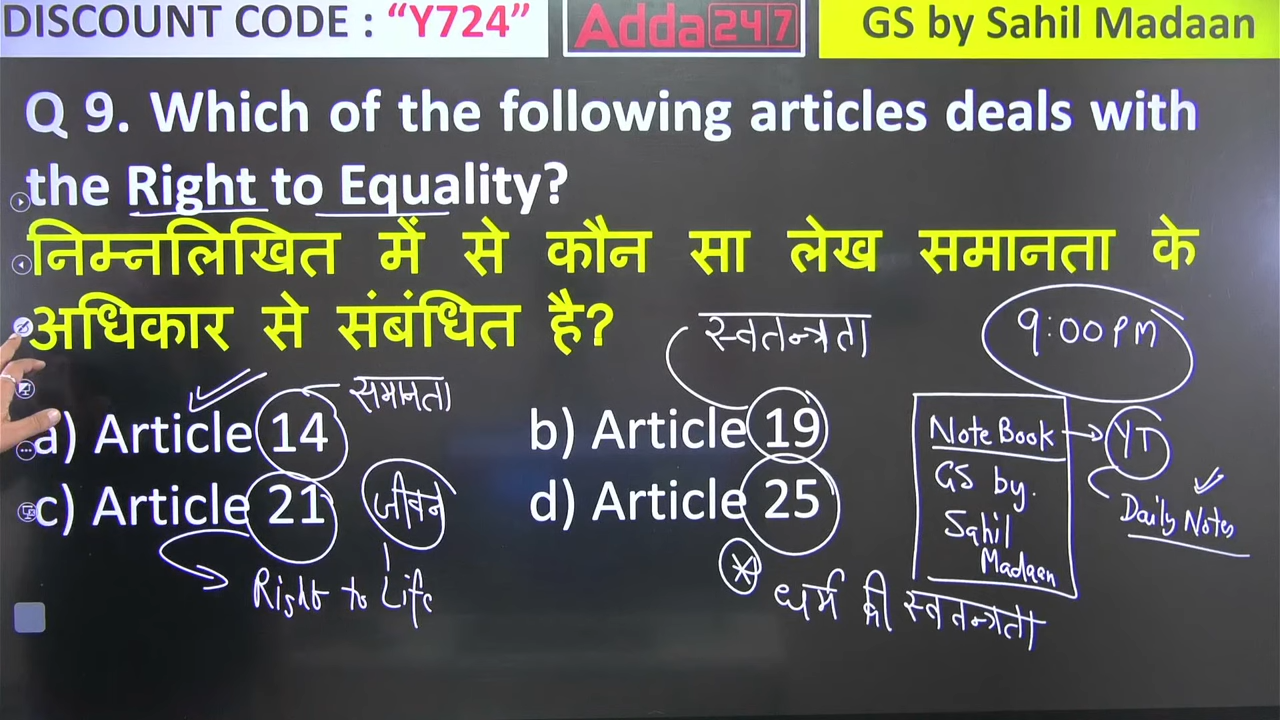 DISCOUNT CODE : “Y724”
Adda247
GS by Sahil Madaan
Q 9. Which of the following articles deals with
the Right to Equality?
निम्नलिखित में से कौन सा लेख समानता के
अधिकार से संबंधित है?
स्वतन्त्रता
9:00 PM
समानता
a) Article 14
b) Article 19
c) Article 21
जीवन
d) Article 25
Right to Life
धर्म की स्वतन्त्रता
Note Book → YT
GS by.
Sahil
Madaan
Daily Notes